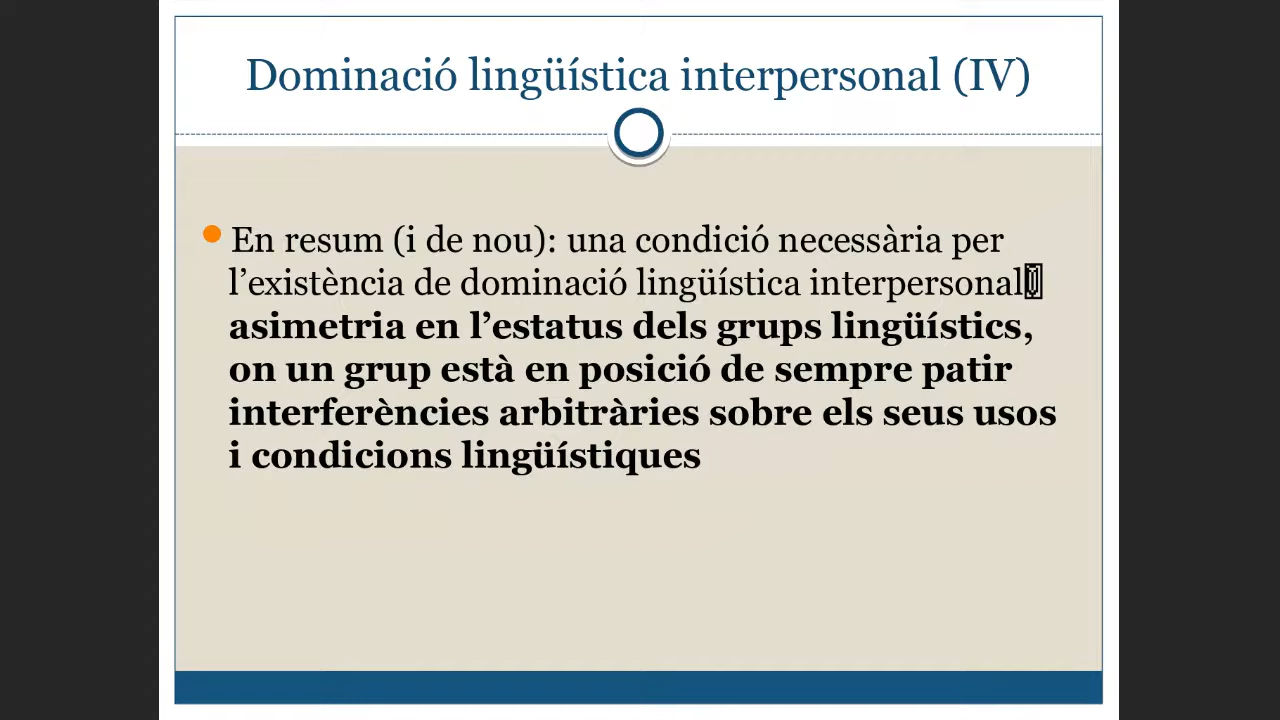 Dominació lingüística interpersonal (IV)
En resum (i de nou): una condició necessària per
l’existència de dominació lingüística interpersonal
asimetria en l’estatus dels grups lingüístics,
on un grup està en posició de sempre patir
interferències arbitràries sobre els seus usos
i condicions lingüístiques